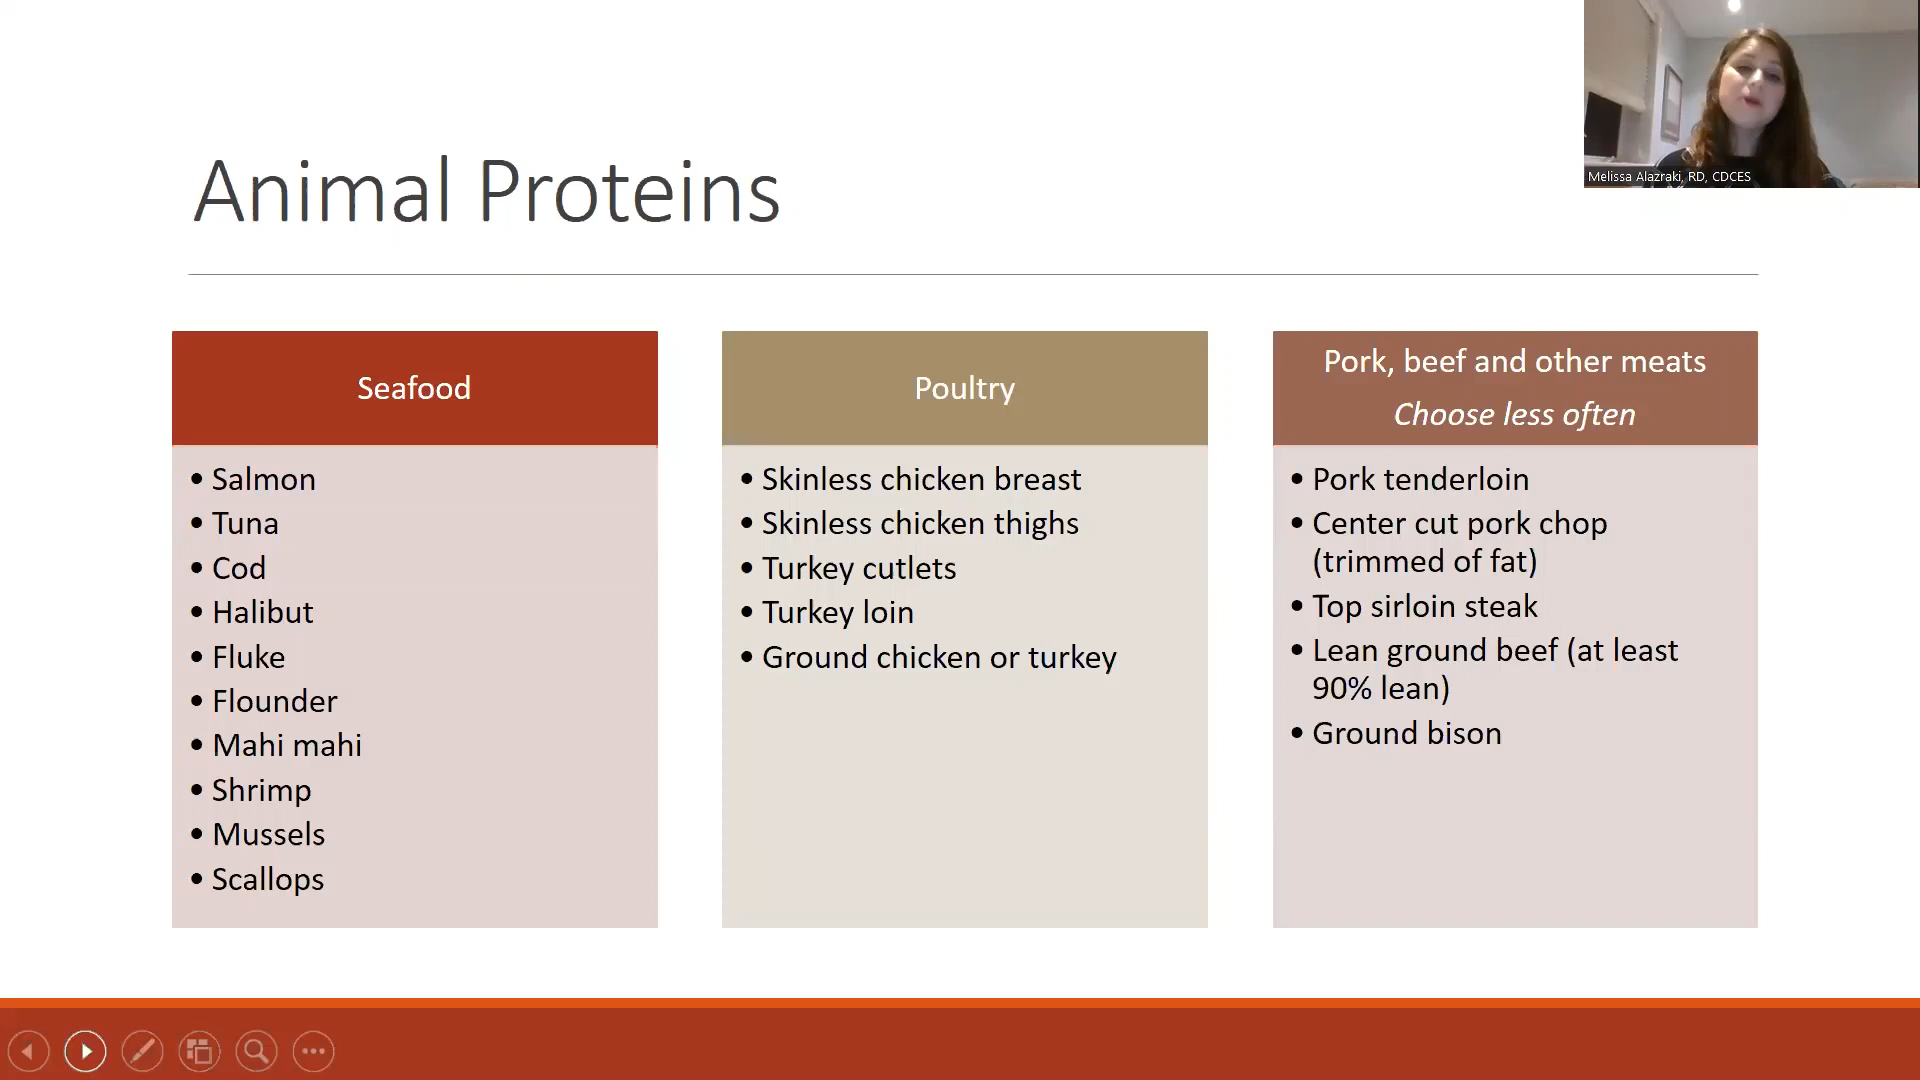 Melissa Alazraki, RD, CDCES
Animal Proteins
Seafood
• Salmon
• Tuna
• Cod
• Halibut
• Fluke
• Flounder
• Mahi mahi
• Shrimp
• Mussels
• Scallops
Poultry
• Skinless chicken breast
• Skinless chicken thighs
• Turkey cutlets
• Turkey loin
• Ground chicken or turkey
Pork, beef and other meats
Choose less often
• Pork tenderloin
• Center cut pork chop
(trimmed of fat)
• Top sirloin steak
• Lean ground beef (at least
90% lean)
• Ground bison